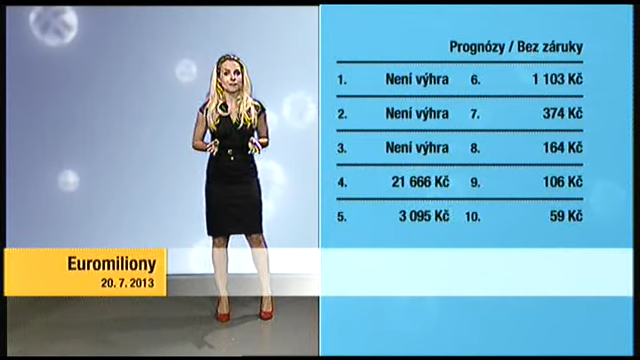 Prognózy / Bez záruky
1. Není výhra 6. 1 103 Kč
2. Není výhra 7. 374 Kč
3. Není výhra 8. 164 Kč
4. 21 666 Kč 9. 106 Kč
5. 3 095 Kč 10. 59 Kč
Euromiliony
20. 7. 2013